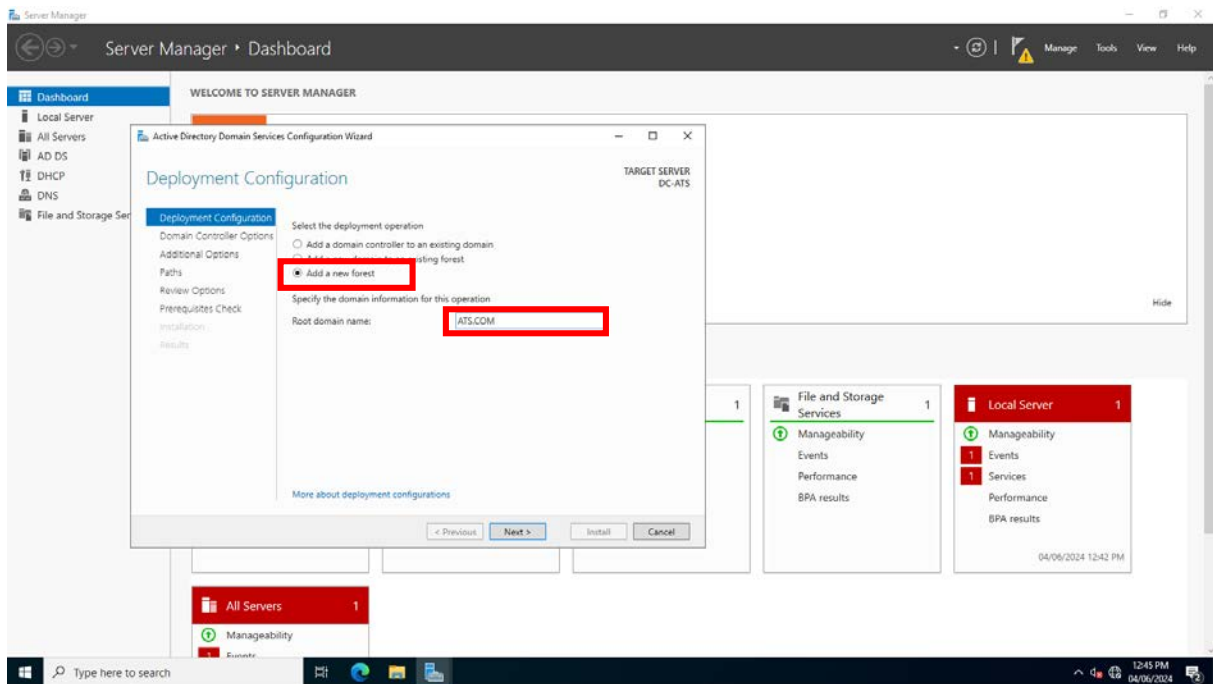 Server Manager
Server Manager • Dashboard
Manage Tools View Help
Dashboard
Local Server
All Servers
AD DS
DHCP
DNS
File and Storage Ser
WELCOME TO SERVER MANAGER
Active Directory Domain Services Configuration Wizard
Deployment Configuration
TARGET SERVER
DC-ATS
Deployment Configuration
Domain Controller Options
Additional Options
Paths
Review Options
Prerequisites Check
Installation
Results
Select the deployment operation
Add a domain controller to an existing domain
existing forest
Add a new forest
Specify the domain information for this operation
Root domain name: ATS.COM
More about deployment configurations
< Previous Next > Install Cancel
Hide
1
File and Storage Services 1
Manageability
Events
Performance
BPA results
Local Server 1
Manageability
1 Events
1 Services
Performance
BPA results
04/06/2024 12:42 PM
All Servers 1
Manageability
1 Events
Type here to search
12:45 PM
04/06/2024
2